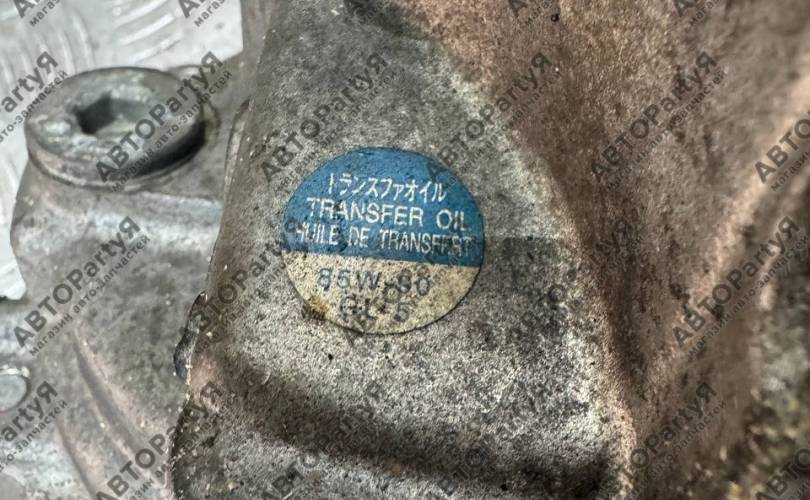 トランスファオイル
TRANSFER OIL
HUILE DE TRANSFERT
85W-90
GL-5
АВТОPartyЯ
магазин авто-запчастей